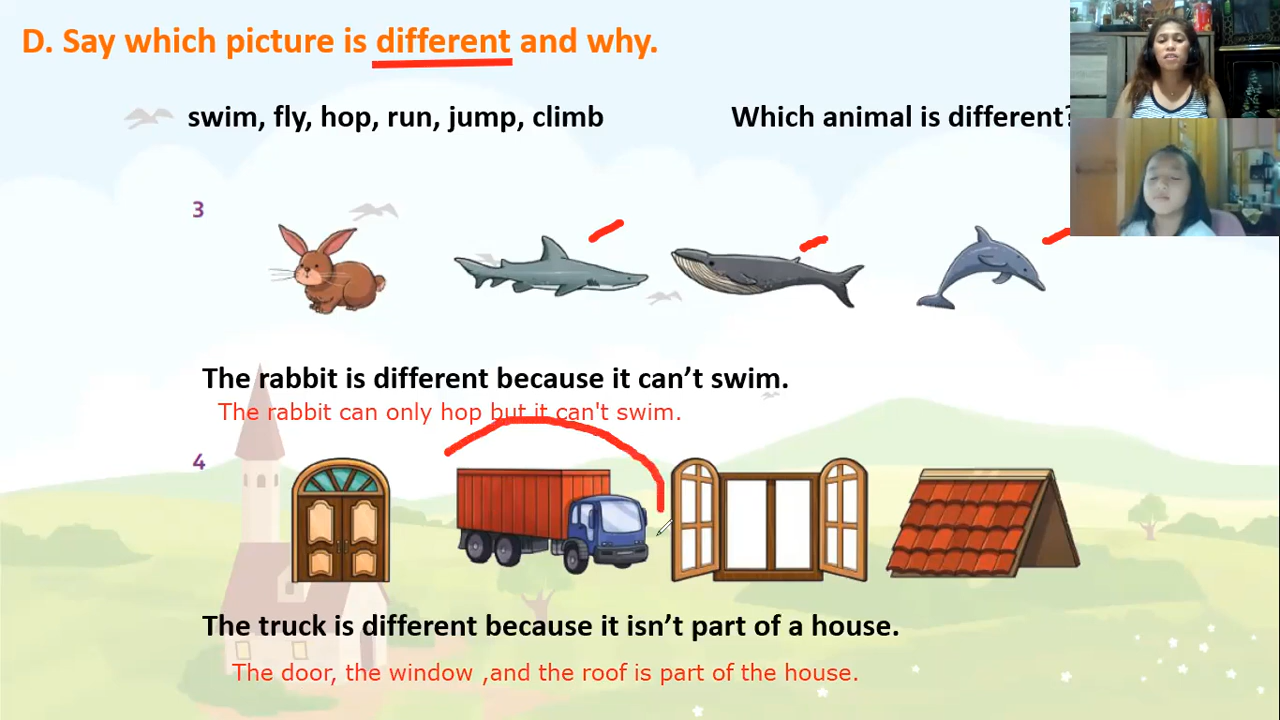 D. Say which picture is different and why.
swim, fly, hop, run, jump, climb
Which animal is different?
3
The rabbit is different because it can’t swim.
The rabbit can only hop but it can't swim.
4
The truck is different because it isn’t part of a house.
The door, the window ,and the roof is part of the house.